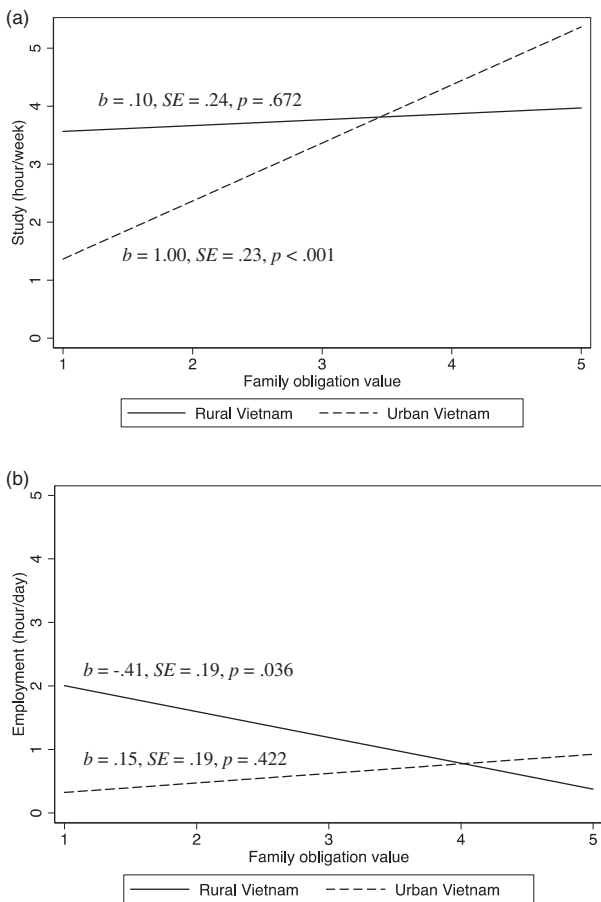 (a)
5
4
3
2
1
0
Study (hour/week)
b = .10, SE = .24, p = .672
b = 1.00, SE = .23, p < .001
1 2 3 4 5
Family obligation value
Rural Vietnam Urban Vietnam
(b)
5
4
3
2
1
0
Employment (hour/day)
b = -.41, SE = .19, p = .036
b = .15, SE = .19, p = .422
1 2 3 4 5
Family obligation value
Rural Vietnam Urban Vietnam